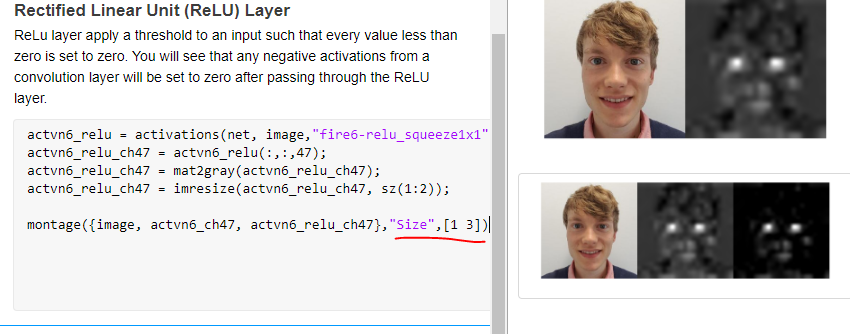 Rectified Linear Unit (ReLU) Layer
ReLu layer apply a threshold to an input such that every value less than
zero is set to zero. You will see that any negative activations from a
convolution layer will be set to zero after passing through the ReLU
layer.
actvn6_relu = activations(net, image,"fire6-relu_squeeze1x1"
actvn6_relu_ch47 = actvn6_relu(:,:,47);
actvn6_relu_ch47 = mat2gray(actvn6_relu_ch47);
actvn6_relu_ch47 = imresize(actvn6_relu_ch47, sz(1:2));
montage({image, actvn6_ch47, actvn6_relu_ch47},"Size",[1 3])